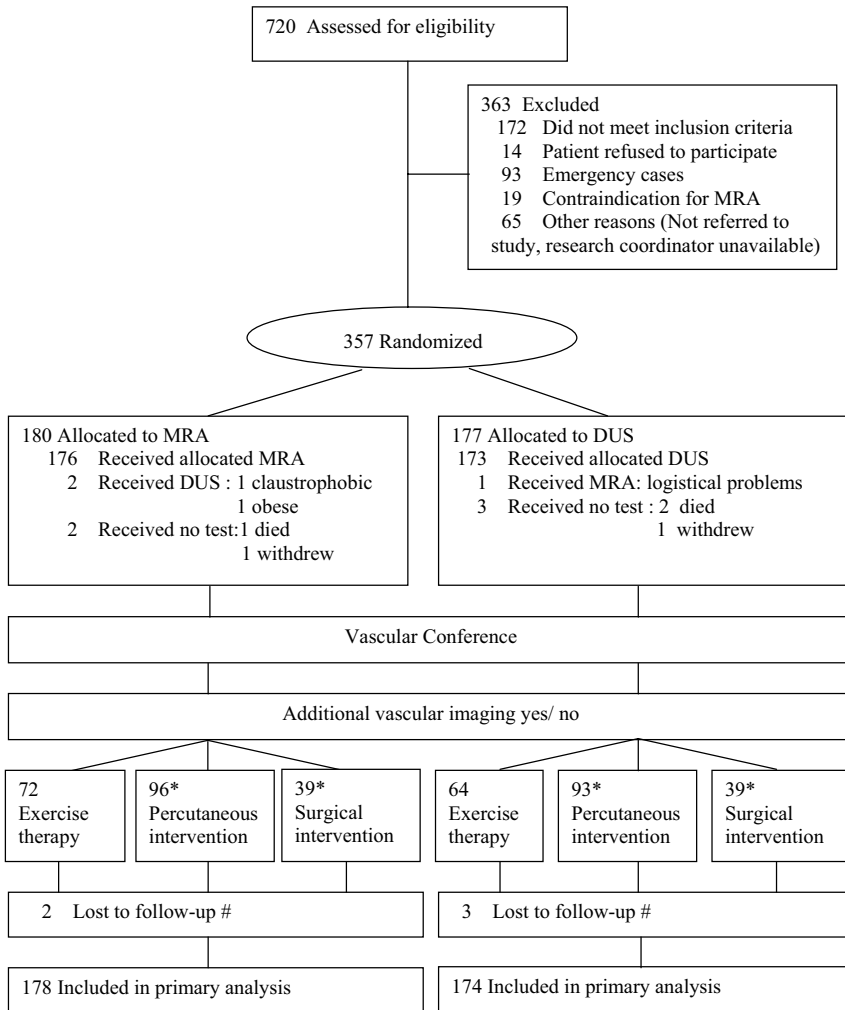 720 Assessed for eligibility
363 Excluded
172 Did not meet inclusion criteria
14 Patient refused to participate
93 Emergency cases
19 Contraindication for MRA
65 Other reasons (Not referred to
study, research coordinator unavailable)
357 Randomized
180 Allocated to MRA
176 Received allocated MRA
2 Received DUS : 1 claustrophobic
1 obese
2 Received no test:1 died
1 withdrew
177 Allocated to DUS
173 Received allocated DUS
1 Received MRA: logistical problems
3 Received no test : 2 died
1 withdrew
Vascular Conference
Additional vascular imaging yes/ no
72
Exercise
therapy
96*
Percutaneous
intervention
39*
Surgical
intervention
64
Exercise
therapy
93*
Percutaneous
intervention
39*
Surgical
intervention
2 Lost to follow-up #
3 Lost to follow-up #
178 Included in primary analysis
174 Included in primary analysis